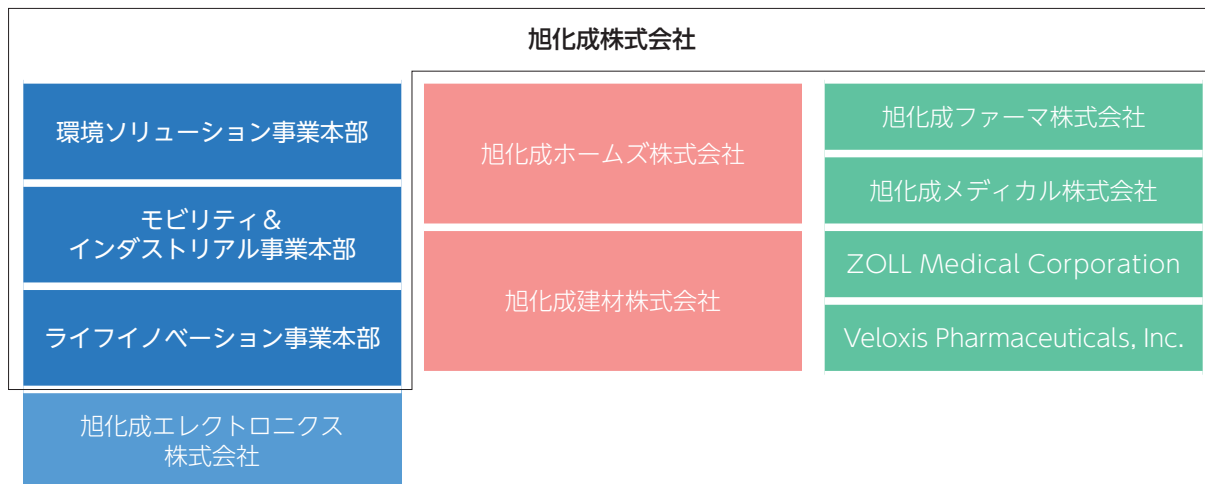 旭化成株式会社
環境ソリューション事業本部
モビリティ&
インダストリアル事業本部
ライフイノベーション事業本部
旭化成エレクトロニクス
株式会社
旭化成ホームズ株式会社
旭化成建材株式会社
旭化成ファーマ株式会社
旭化成メディカル株式会社
ZOLL Medical Corporation
Veloxis Pharmaceuticals, Inc.